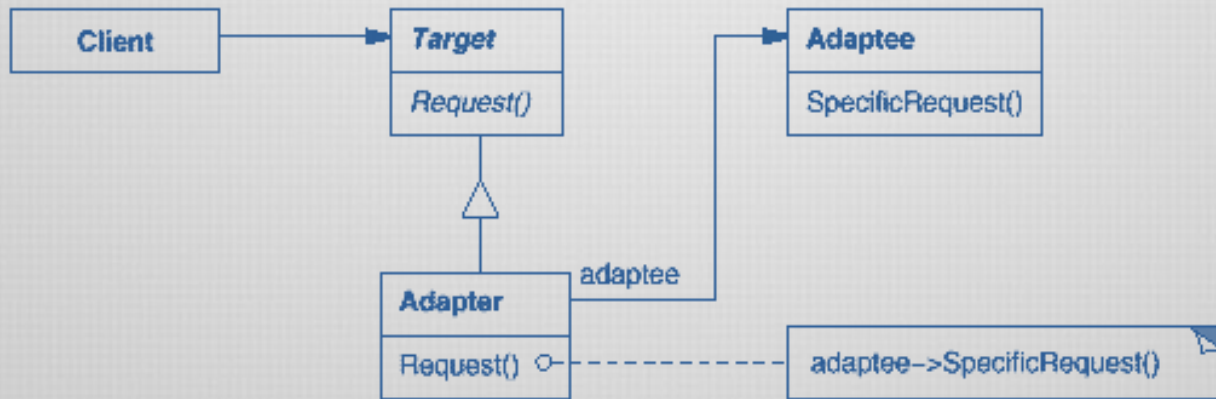 Client
Target
Request()
Adaptee
SpecificRequest()
adaptee
Adapter
Request()
adaptee->SpecificRequest()